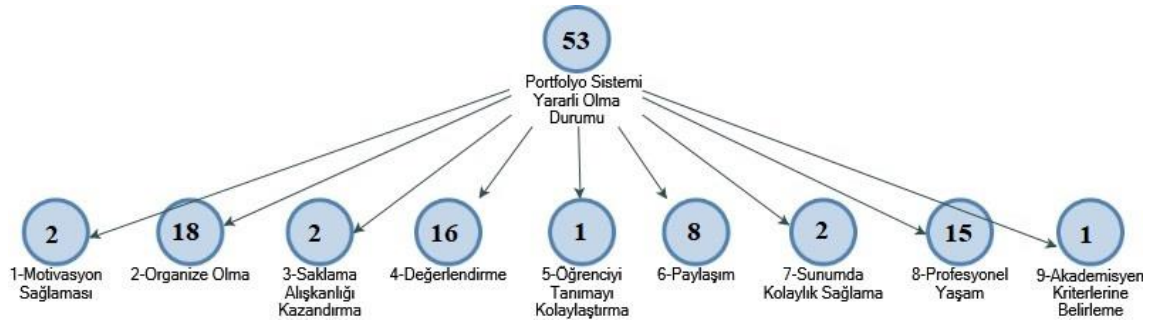 53
Portfolyo Sistemi
Yararli Olma
Durumu
2
1-Motivasyon
Sağlaması
18
2-Organize Olma
2
3-Saklama
Alışkanlığı
Kazandırma
16
4-Değerlendirme
1
5-Öğrenciyi
Tanımayı
Kolaylaştırma
8
6-Paylaşım
2
7-Sunumda
Kolaylık Sağlama
15
8-Profesyonel
Yaşam
1
9-Akademisyen
Kriterlerine
Belirleme